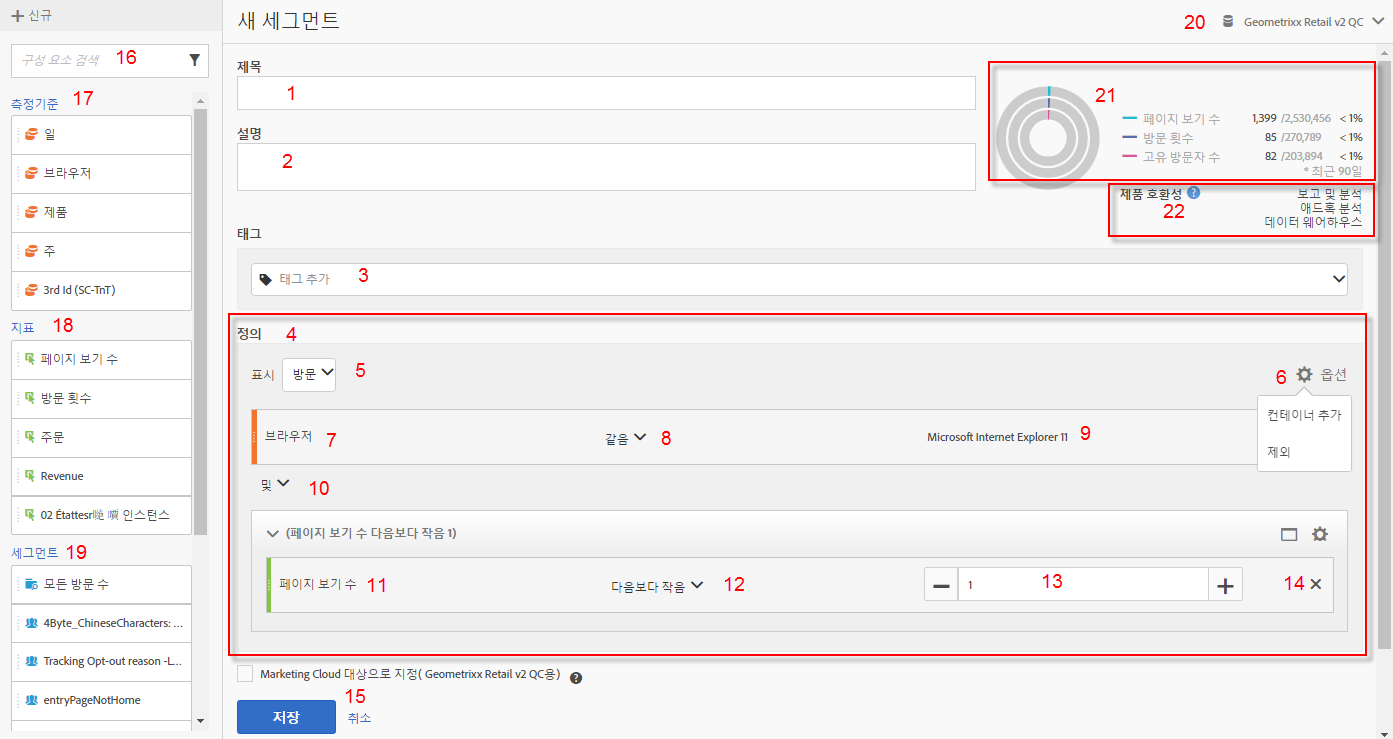 신규
구성 요소 검색 16
측정기준 17
일
브라우저
제품
주
3rd Id (SC-TnT)
지표 18
페이지 보기 수
방문 횟수
주문
Revenue
인스턴스
세그먼트 19
모든 방문 수
4Byte_ChineseCharacters: ...
Tracking Opt-out reason -L...
entryPageNotHome
새 세그먼트
20 Geometrixx Retail v2 QC
제목
1
설명
2
21
페이지 보기 수 1,399 /2,530,456 < 1%
방문 횟수 85 /270,789 < 1%
고유 방문자 수 82 /203,894 < 1%
* 최근 90일
제품 호환성 ? 보고 및 분석
22 애드혹 분석
데이터 웨어하우스
태그
태그 추가 3
정의 4
표시 방문 5
6 옵션
컨테이너 추가
제외
브라우저 7 같음 8 Microsoft Internet Explorer 11 9
및 10
(페이지 보기 수 다음보다 작음 1)
페이지 보기 수 11 다음보다 작음 12 1 13 14
Marketing Cloud 대상으로 지정( Geometrixx Retail v2 QC용) ?
저장 15 취소